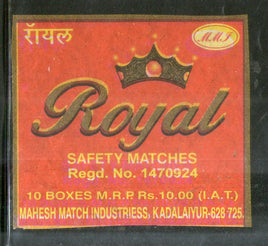 रॉयल
M.M.I
Royal
SAFETY MATCHES
Regd. No. 1470924
10 BOXES M.R.P. Rs.10.00 (I.A.T.)
MAHESH MATCH INDUSTRIESS, KADALAIYUR-628 725.